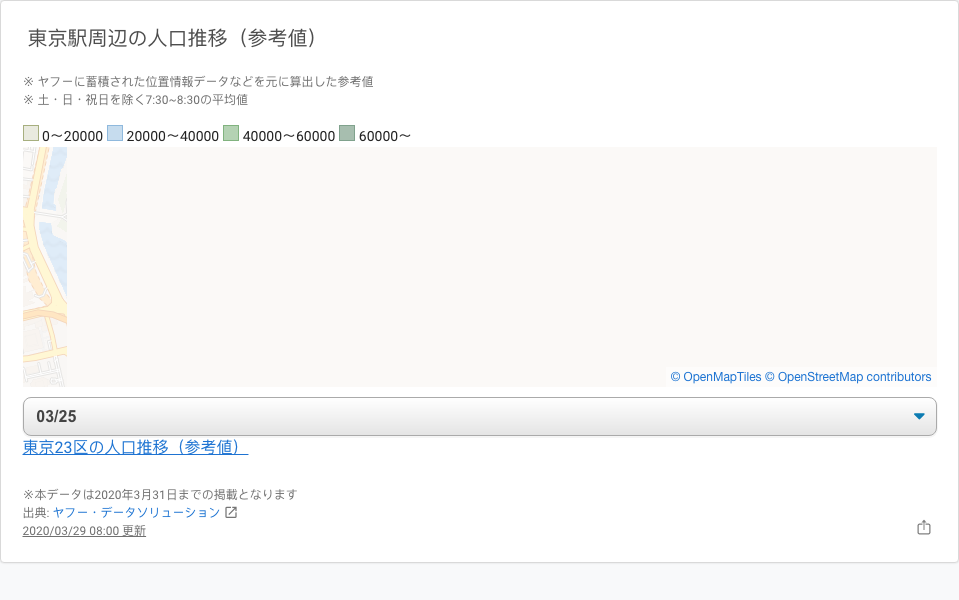 東京駅周辺の人口推移（参考値）
※ ヤフーに蓄積された位置情報データなどを元に算出した参考値
※ 土・日・祝日を除く7:30~8:30の平均値
0〜20000 20000〜40000 40000〜60000 60000〜
© OpenMapTiles © OpenStreetMap contributors
03/25
東京23区の人口推移（参考値）
※本データは2020年3月31日までの掲載となります
出典: ヤフー・データソリューション
2020/03/29 08:00 更新